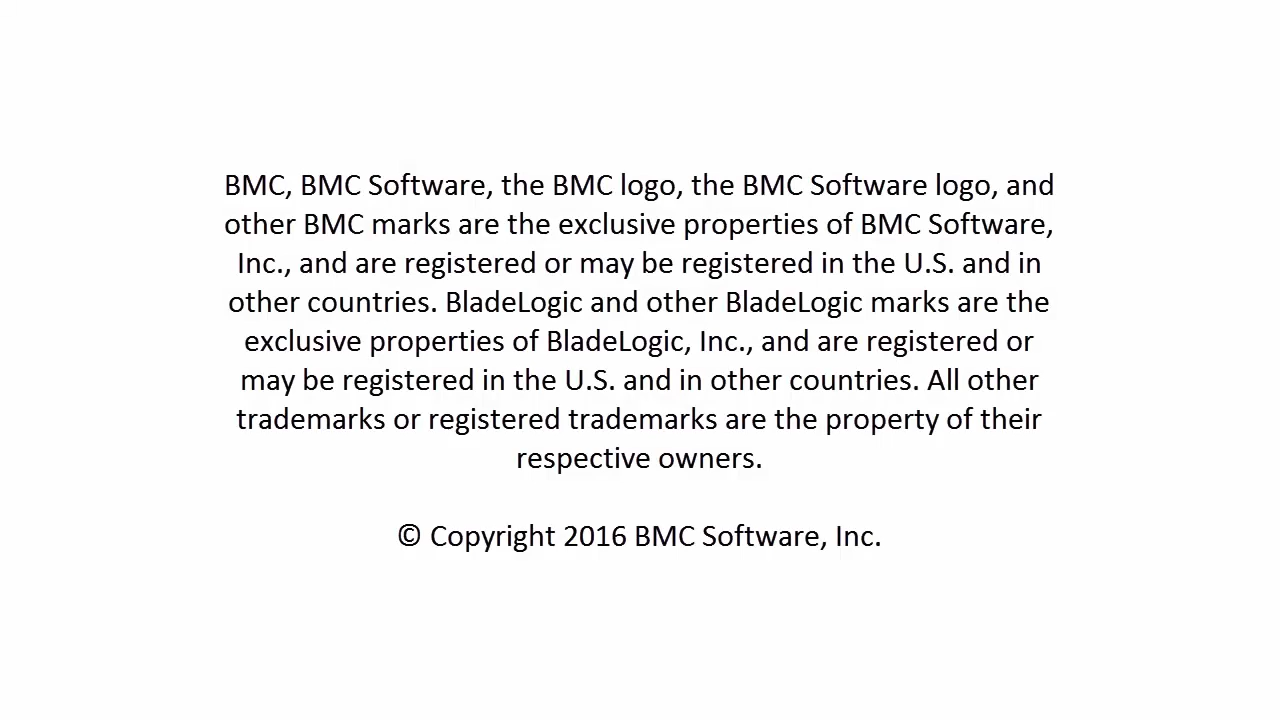 BMC, BMC Software, the BMC logo, the BMC Software logo, and
other BMC marks are the exclusive properties of BMC Software,
Inc., and are registered or may be registered in the U.S. and in
other countries. BladeLogic and other BladeLogic marks are the
exclusive properties of BladeLogic, Inc., and are registered or
may be registered in the U.S. and in other countries. All other
trademarks or registered trademarks are the property of their
respective owners.
© Copyright 2016 BMC Software, Inc.